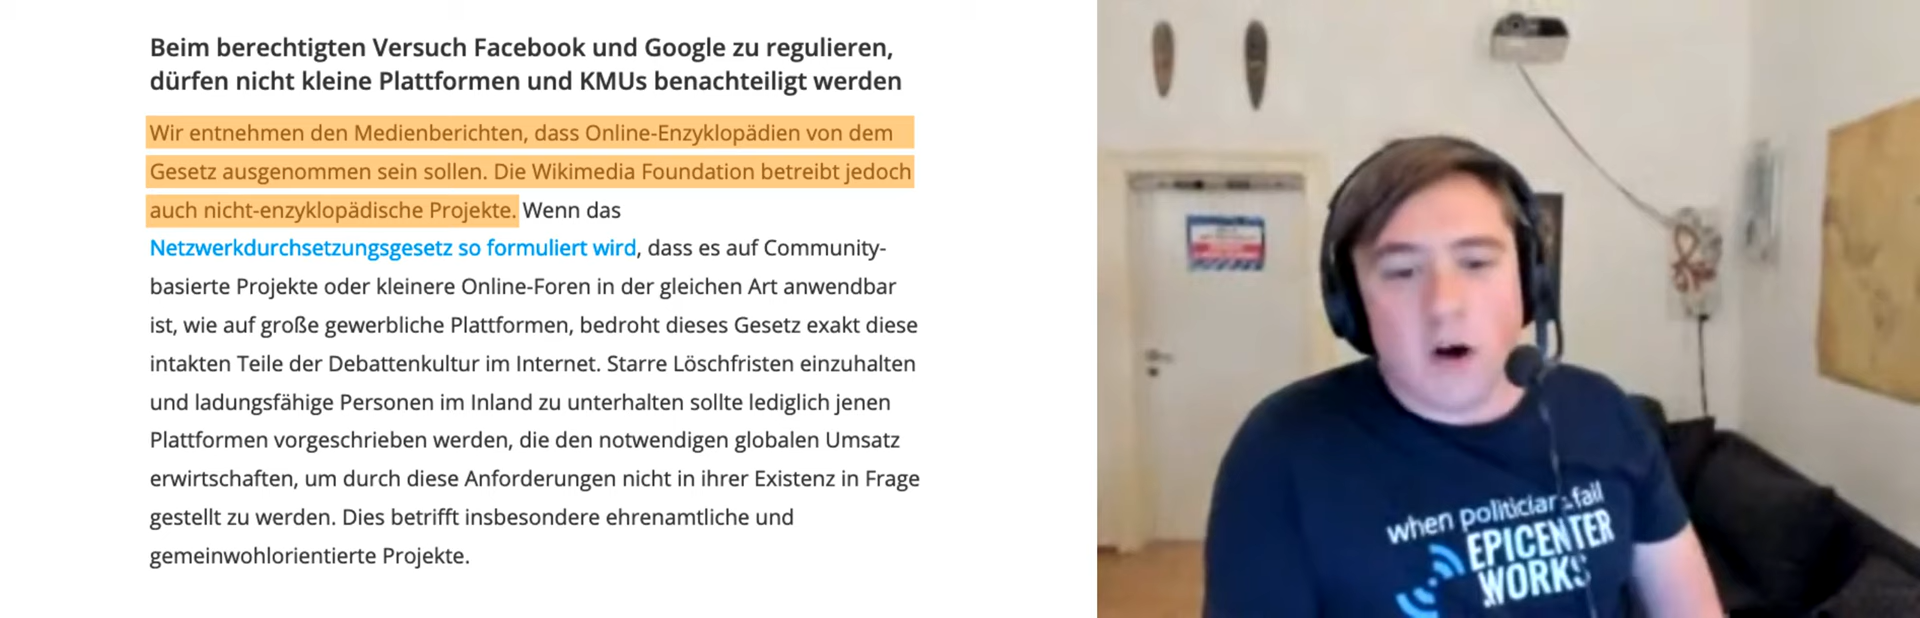 Beim berechtigten Versuch Facebook und Google zu regulieren,
dürfen nicht kleine Plattformen und KMUs benachteiligt werden
Wir entnehmen den Medienberichten, dass Online-Enzyklopädien von dem
Gesetz ausgenommen sein sollen. Die Wikimedia Foundation betreibt jedoch
auch nicht-enzyklopädische Projekte. Wenn das
Netzwerkdurchsetzungsgesetz so formuliert wird, dass es auf Community-
basierte Projekte oder kleinere Online-Foren in der gleichen Art anwendbar
ist, wie auf große gewerbliche Plattformen, bedroht dieses Gesetz exakt diese
intakten Teile der Debattenkultur im Internet. Starre Löschfristen einzuhalten
und ladungsfähige Personen im Inland zu unterhalten sollte lediglich jenen
Plattformen vorgeschrieben werden, die den notwendigen globalen Umsatz
erwirtschaften, um durch diese Anforderungen nicht in ihrer Existenz in Frage
gestellt zu werden. Dies betrifft insbesondere ehrenamtliche und
gemeinwohlorientierte Projekte.
when politicians fail
EPICENTER
.WORKS